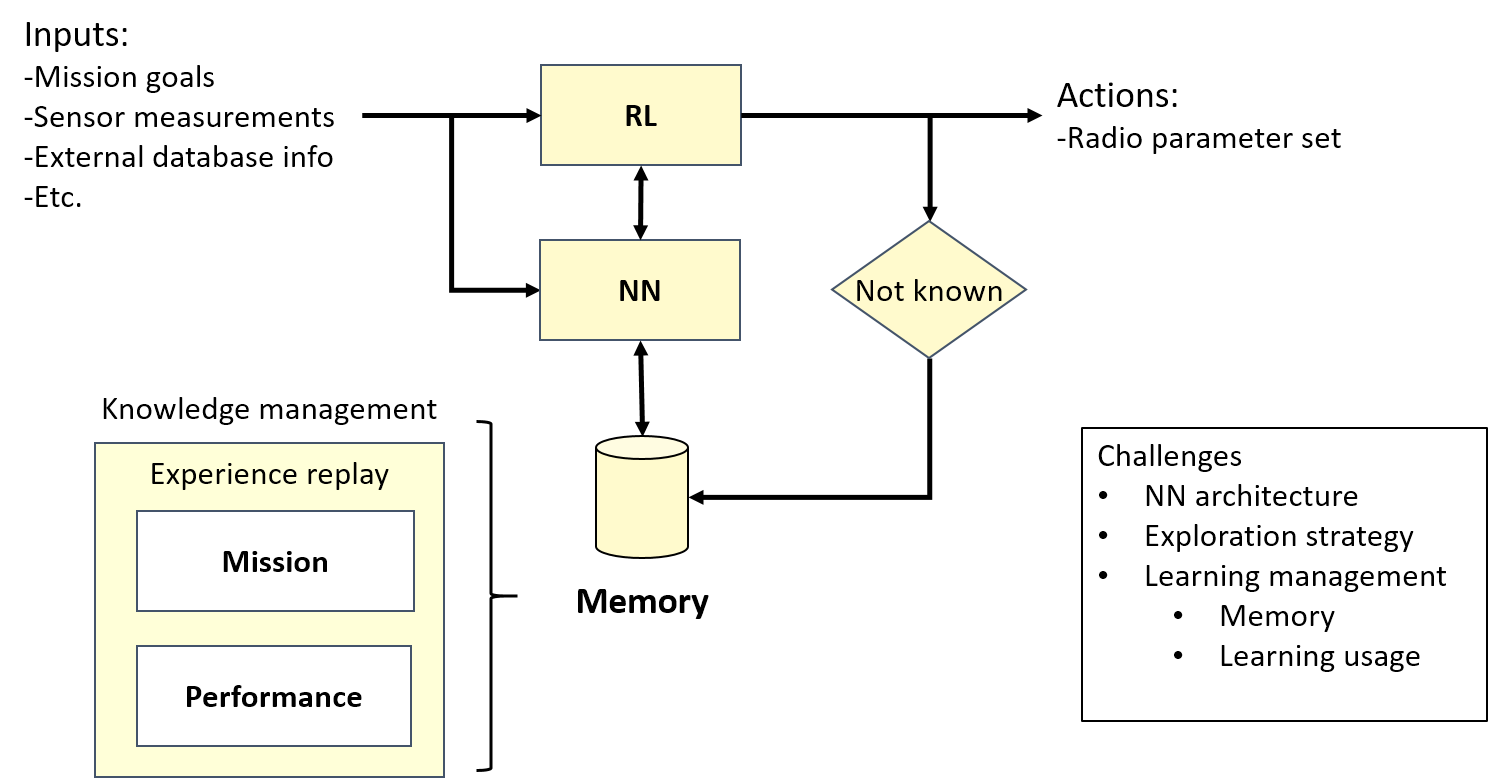 Inputs:
-Mission goals
-Sensor measurements
-External database info
-Etc.
RL
Actions:
-Radio parameter set
NN
Not known
Knowledge management
Experience replay
Mission
Performance
Memory
Challenges
• NN architecture
• Exploration strategy
• Learning management
• Memory
• Learning usage